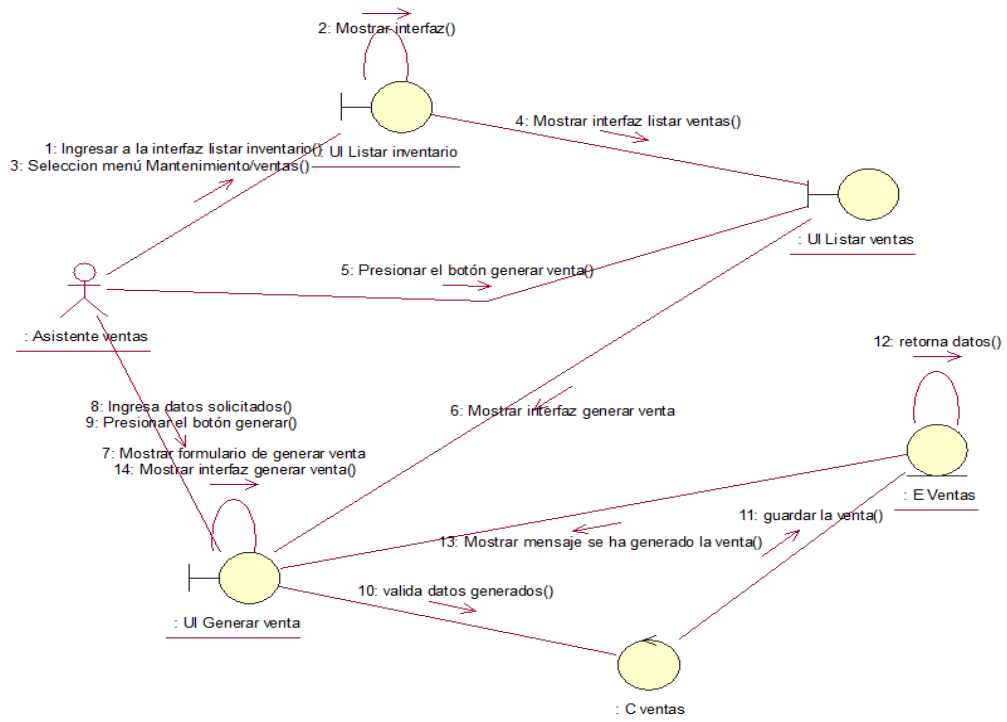 2: Mostrar interfaz()
4: Mostrar interfaz listar ventas()
1: Ingresar a la interfaz listar inventario()
: UI Listar inventario
3: Seleccion menú Mantenimiento/ventas()
: UI Listar ventas
5: Presionar el botón generar venta()
: Asistente ventas
12: retorna datos()
8: Ingresa datos solicitados()
6: Mostrar interfaz generar venta
9: Presionar el botón generar()
7: Mostrar formulario de generar venta
14: Mostrar interfaz generar venta()
: E Ventas
11: guardar la venta()
13: Mostrar mensaje se ha generado la venta()
10: valida datos generados()
: UI Generar venta
: C ventas